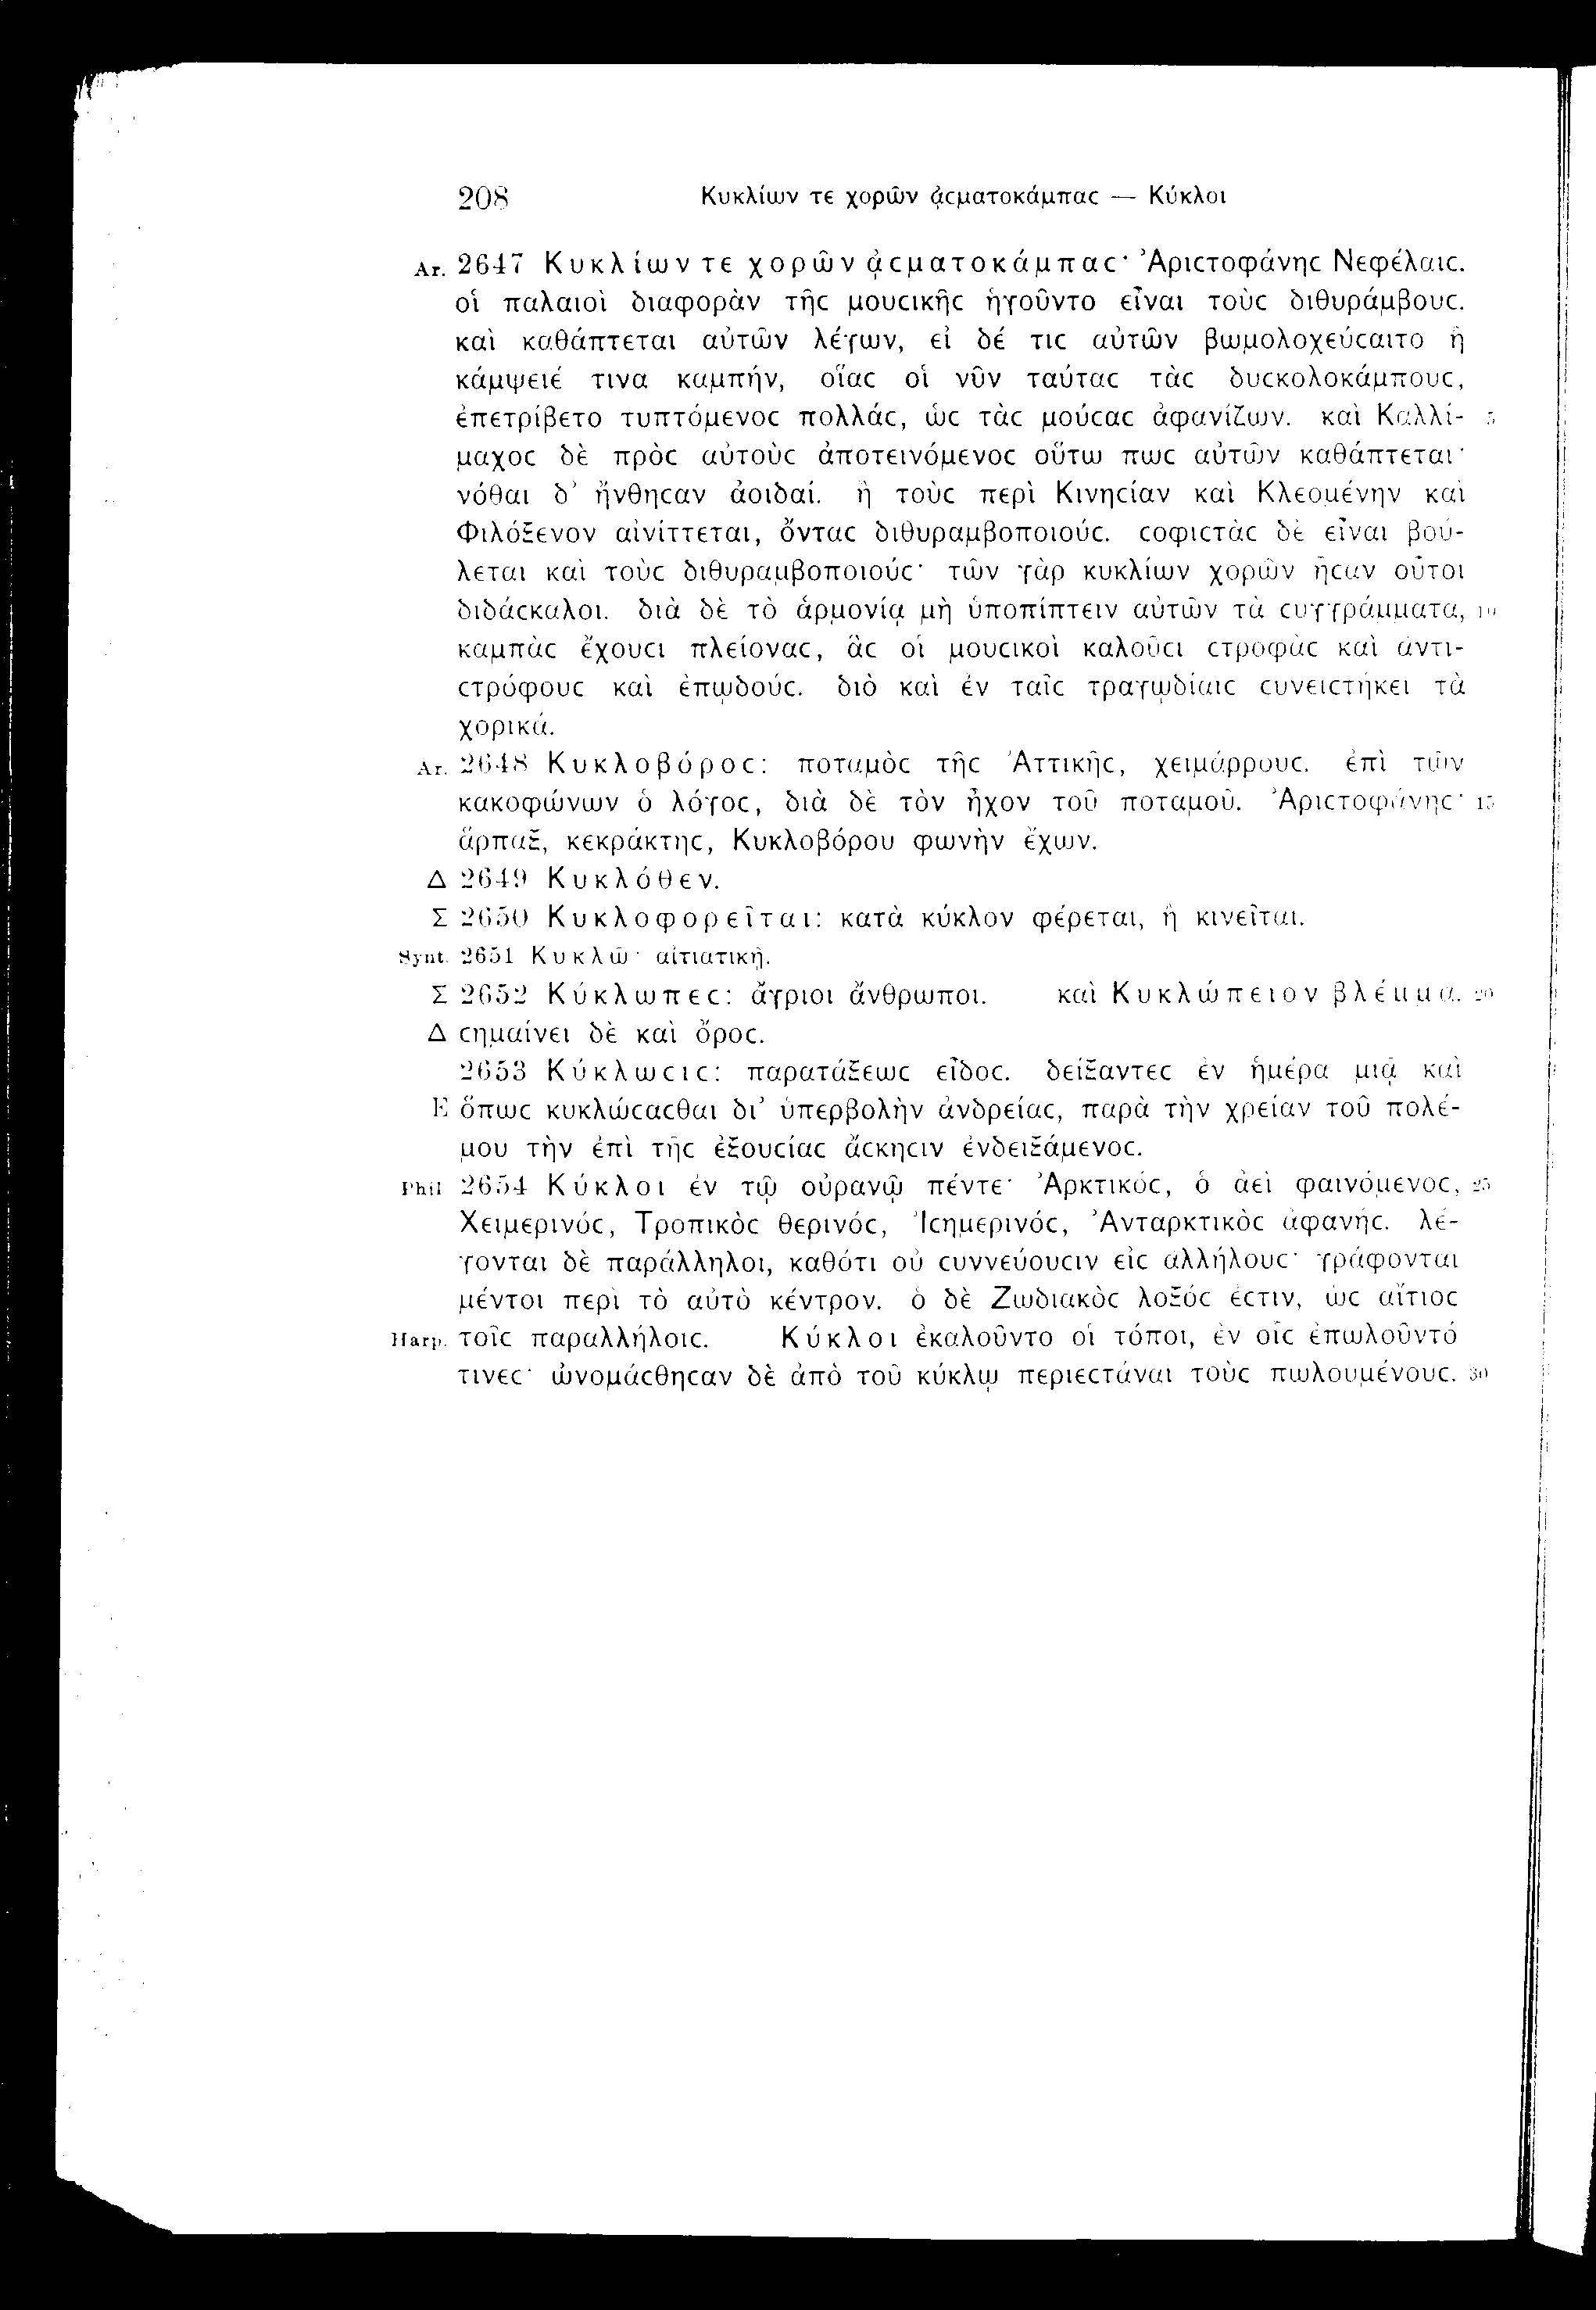 208 Κυκλίων τε χορῶν ᾀϲματοκάμπαϲ — Κύκλοι
Ar. 2647 Κυκλίων τε χορῶν ᾀϲματοκάμπαϲ· Ἀριϲτοφάνηϲ Νεφέλαιϲ.
οἱ παλαιοὶ διαφορὰν τῆϲ μουϲικῆϲ ἡγοῦντο εἶναι τοὺϲ διθυράμβουϲ.
καὶ καθάπτεται αὐτῶν λέγων, εἰ δέ τιϲ αὐτῶν βωμολοχεύϲαιτο ἢ
κάμψειέ τινα καμπήν, οἵαϲ οἱ νῦν ταύταϲ τὰϲ δυϲκολοκάμπουϲ,
ἐπετρίβετο τυπτόμενοϲ πολλάϲ, ὡϲ τὰϲ μούϲαϲ ἀφανίζων. καὶ Καλλί- 5
μαχοϲ δὲ πρὸϲ αὐτοὺϲ ἀποτεινόμενοϲ οὕτω πωϲ αὐτῶν καθάπτεται·
νόθαι δ’ ἤνθηϲαν ἀοιδαί. ἢ τοὺϲ περὶ Κινηϲίαν καὶ Κλεομένην καὶ
Φιλόξενον αἰνίττεται, ὄνταϲ διθυραμβοποιούϲ. ϲοφιϲτὰϲ δὲ εἶναι βού-
λεται καὶ τοὺϲ διθυραμβοποιούϲ· τῶν γὰρ κυκλίων χορῶν ἦϲαν οὗτοι
διδάϲκαλοι. διὰ δὲ τὸ ἁρμονίᾳ μὴ ὑποπίπτειν αὐτῶν τὰ ϲυγγράμματα, 10
καμπὰϲ ἔχουϲι πλείοναϲ, ἃϲ οἱ μουϲικοὶ καλοῦϲι ϲτροφὰϲ καὶ ἀντι-
ϲτρόφουϲ καὶ ἐπῳδούϲ. διὸ καὶ ἐν ταῖϲ τραγῳδίαιϲ ϲυνειϲτήκει τὰ
χορικά.
Ar. 2648 Κυκλοβόροϲ: ποταμὸϲ τῆϲ Ἀττικῆϲ, χειμάρρουϲ. ἐπὶ τῶν
κακοφώνων ὁ λόγοϲ, διὰ δὲ τὸν ἦχον τοῦ ποταμοῦ. Ἀριϲτοφάνηϲ· 15
ἅρπαξ, κεκράκτηϲ, Κυκλοβόρου φωνὴν ἔχων.
Δ 2649 Κυκλόθεν.
Σ 2650 Κυκλοφορεῖται: κατὰ κύκλον φέρεται, ἢ κινεῖται.
Synt. 2651 Κυκλῶ· αἰτιατικῇ.
Σ 2652 Κύκλωπεϲ: ἄγριοι ἄνθρωποι. καὶ Κυκλώπειον βλέμμα. 20
Δ ϲημαίνει δὲ καὶ ὄροϲ.
2653 Κύκλωϲιϲ: παρατάξεωϲ εἶδοϲ. δείξαντεϲ ἐν ἡμέρα μιᾷ καὶ
E ὅπωϲ κυκλώϲαϲθαι δι’ ὑπερβολὴν ἀνδρείαϲ, παρὰ τὴν χρείαν τοῦ πολέ-
μου τὴν ἐπὶ τῆϲ ἐξουϲίαϲ ἄϲκηϲιν ἐνδειξάμενοϲ.
Phil 2654 Κύκλοι ἐν τῷ οὐρανῷ πέντε· Ἀρκτικόϲ, ὁ ἀεὶ φαινόμενοϲ, 25
Χειμερινόϲ, Τροπικὸϲ θερινόϲ, Ἰϲημερινόϲ, Ἀνταρκτικὸϲ ἀφανήϲ. λέ-
γονται δὲ παράλληλοι, καθότι οὐ ϲυννεύουϲιν εἰϲ ἀλλήλουϲ· γράφονται
μέντοι περὶ τὸ αὐτὸ κέντρον. ὁ δὲ Ζωδιακὸϲ λοξόϲ ἐϲτιν, ὡϲ αἴτιοϲ
Harp. τοῖϲ παραλλήλοιϲ. Κύκλοι ἐκαλοῦντο οἱ τόποι, ἐν οἷϲ ἐπωλοῦντό
τινεϲ· ὠνομάϲθηϲαν δὲ ἀπὸ τοῦ κύκλῳ περιεϲτάναι τοὺϲ πωλουμένουϲ. 30